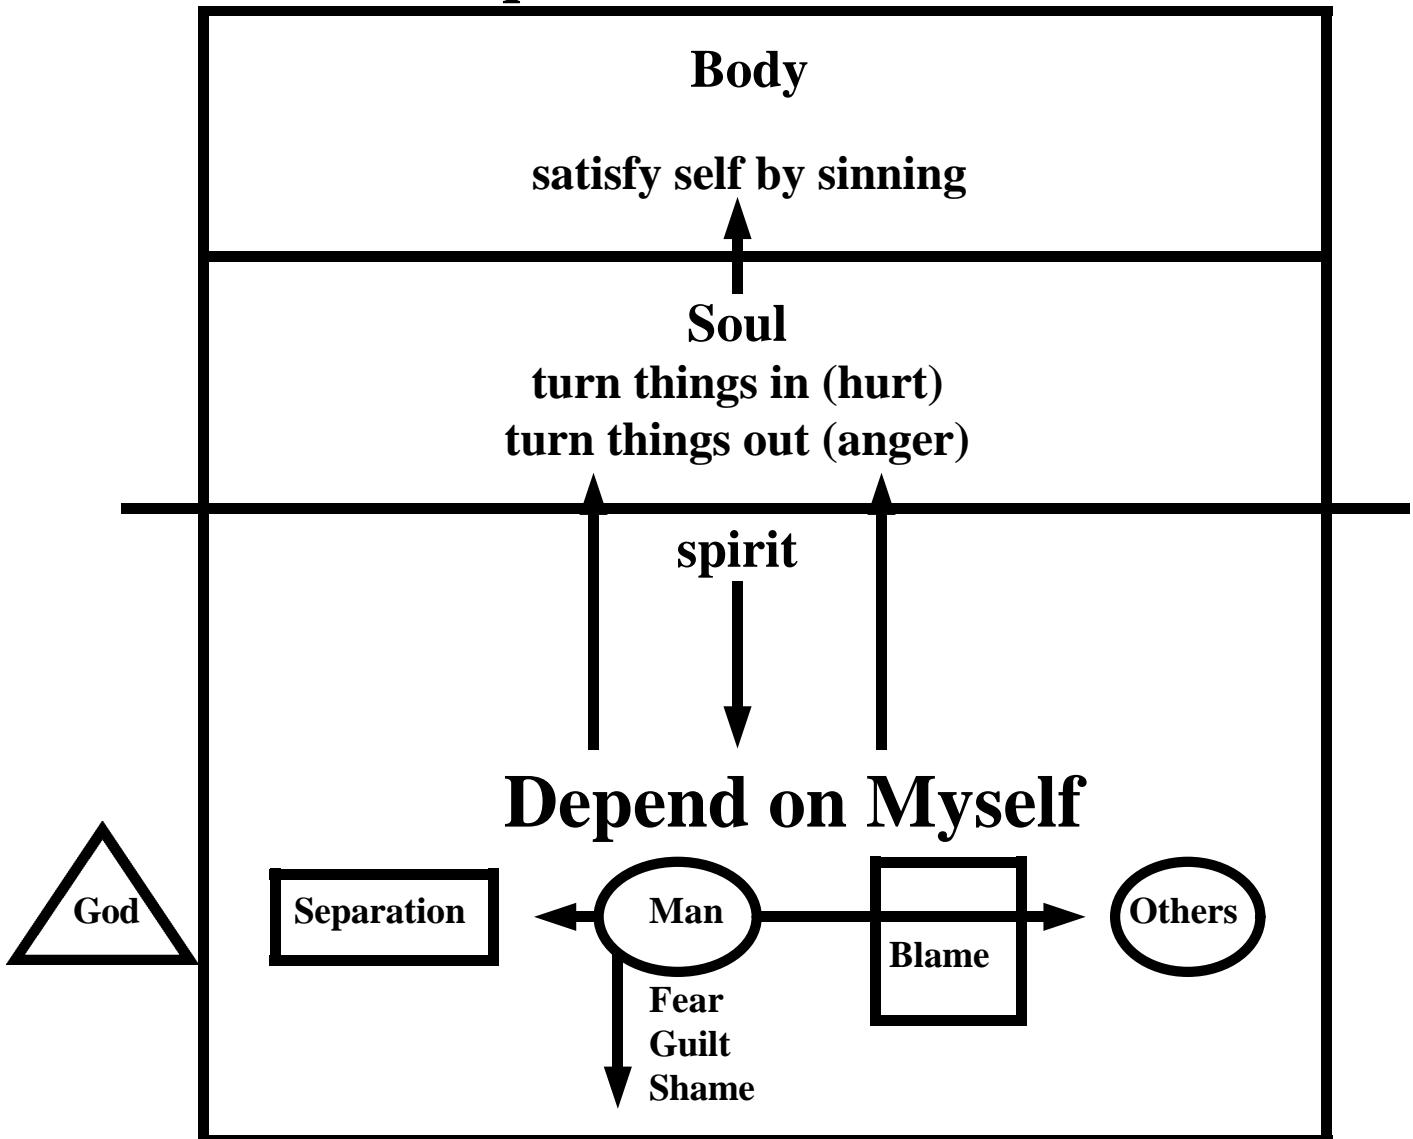 Body
satisfy self by sinning
Soul
turn things in (hurt)
turn things out (anger)
spirit
Depend on Myself
God
Separation
Man
Blame
Others
Fear
Guilt
Shame